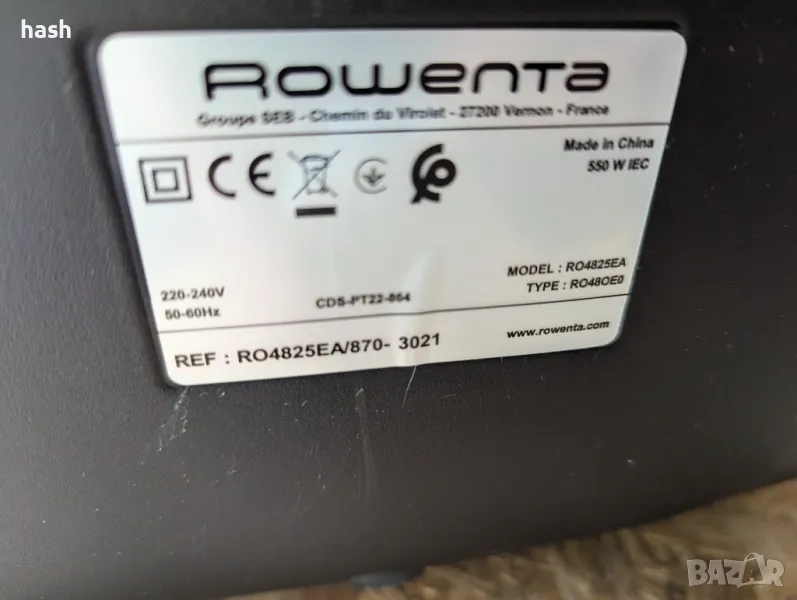 hash
Rowenta
Groupe SEB - Chemin du Virolet - 27200 Vernon - France
Made in China
550 W IEC
CE
MODEL : RO4825EA
TYPE : RO48OE0
220-240V
50-60Hz
CDS-PT22-864
www.rowenta.com
REF : RO4825EA/870- 3021
BAZAR